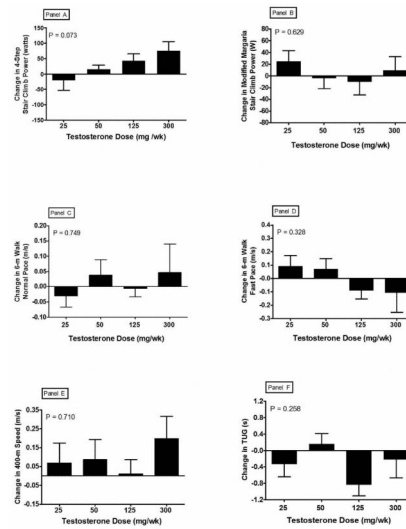 Panel A
P = 0.073
Change in 4-Step
Stair Climb Power (watts)
150
100
50
0
-50
-100
-150
25 50 125 300
Testosterone Dose (mg /wk)
Panel B
P = 0.629
Change in Modified Margaria
Stair Climb Power (W)
80
60
40
20
0
-20
-40
-60
-80
25 50 125 300
Testosterone Dose (mg/wk)
Panel C
P = 0.749
Change in 6-m Walk
Normal Pace (m/s)
0.20
0.15
0.10
0.05
0.00
-0.05
-0.10
25 50 125 300
Testosterone Dose (mg/wk)
Panel D
P = 0.328
Change in 6-m Walk
Fast Pace (m/s)
0.3
0.2
0.1
0.0
-0.1
-0.2
-0.3
25 50 125 300
Testosterone Dose (mg/wk)
Panel E
P = 0.710
Change in 400-m Speed (m/s)
0.35
0.25
0.15
0.05
-0.05
-0.15
25 50 125 300
Testosterone Dose (mg/wk)
Panel F
P = 0.258
Change in TUG
(s)
-1.2
-0.8
-0.4
0.0
-0.4
-0.8
-1.2
25 50 125 300
Testosterone Dose (mg/wk)